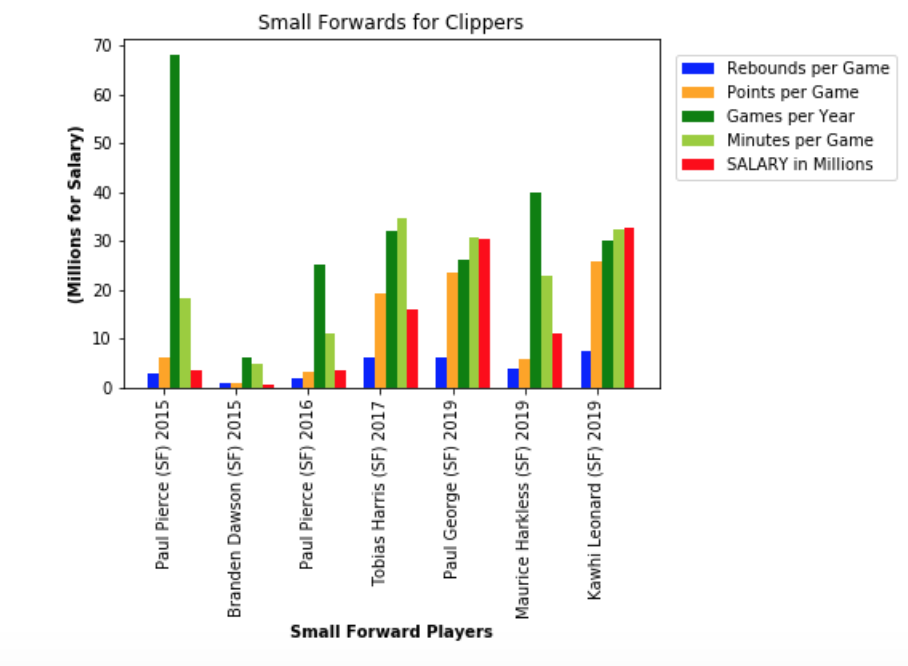 Small Forwards for Clippers
70
60
50
40
30
20
10
0
(Millions for Salary)
Rebounds per Game
Points per Game
Games per Year
Minutes per Game
SALARY in Millions
Paul Pierce (SF) 2015
Branden Dawson (SF) 2015
Paul Pierce (SF) 2016
Tobias Harris (SF) 2017
Paul George (SF) 2019
Maurice Harkless (SF) 2019
Kawhi Leonard (SF) 2019
Small Forward Players